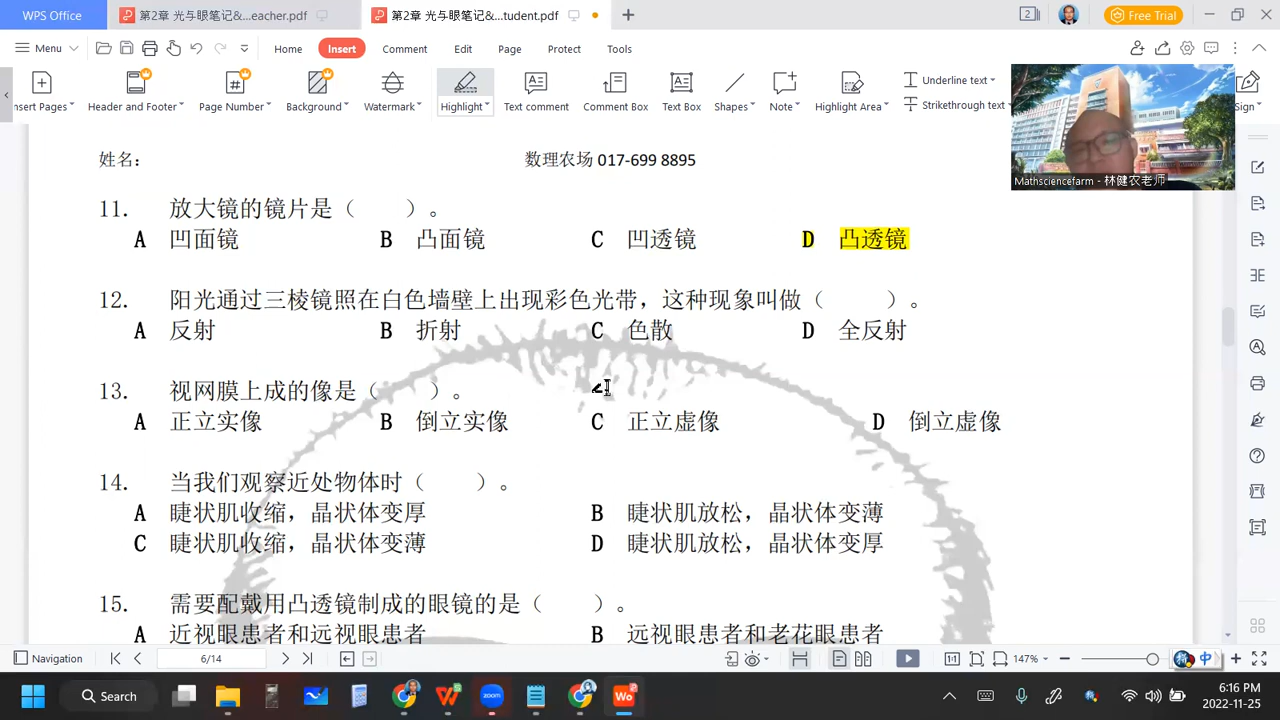 WPS Office
第2章 光与眼笔记&...eacher.pdf
第2章 光与眼笔记&...tudent.pdf
2
Free Trial
Menu
Home
Insert
Comment
Edit
Page
Protect
Tools
nsert Pages
Header and Footer
Page Number
Background
Watermark
Highlight
Text comment
Comment Box
Text Box
Shapes
Note
Highlight Area
Underline text
Strikethrough text
Sign
Mathsciencefarm - 林健农老师
姓名: 数理农场 017-699 8895
11. 放大镜的镜片是（ ）。
A 凹面镜 B 凸面镜 C 凹透镜 D 凸透镜
12. 阳光通过三棱镜照在白色墙壁上出现彩色光带，这种现象叫做（ ）。
A 反射 B 折射 C 色散 D 全反射
13. 视网膜上成的像是（ ）。
A 正立实像 B 倒立实像 C 正立虚像 D 倒立虚像
14. 当我们观察近处物体时（ ）。
A 睫状肌收缩，晶状体变厚 B 睫状肌放松，晶状体变薄
C 睫状肌收缩，晶状体变薄 D 睫状肌放松，晶状体变厚
15. 需要配戴用凸透镜制成的眼镜的是（ ）。
A 近视眼患者和远视眼患者 B 远视眼患者和老花眼患者
Navigation
6/14
1:1
147%
中
Search
zoom
Wo
6:16 PM
2022-11-25